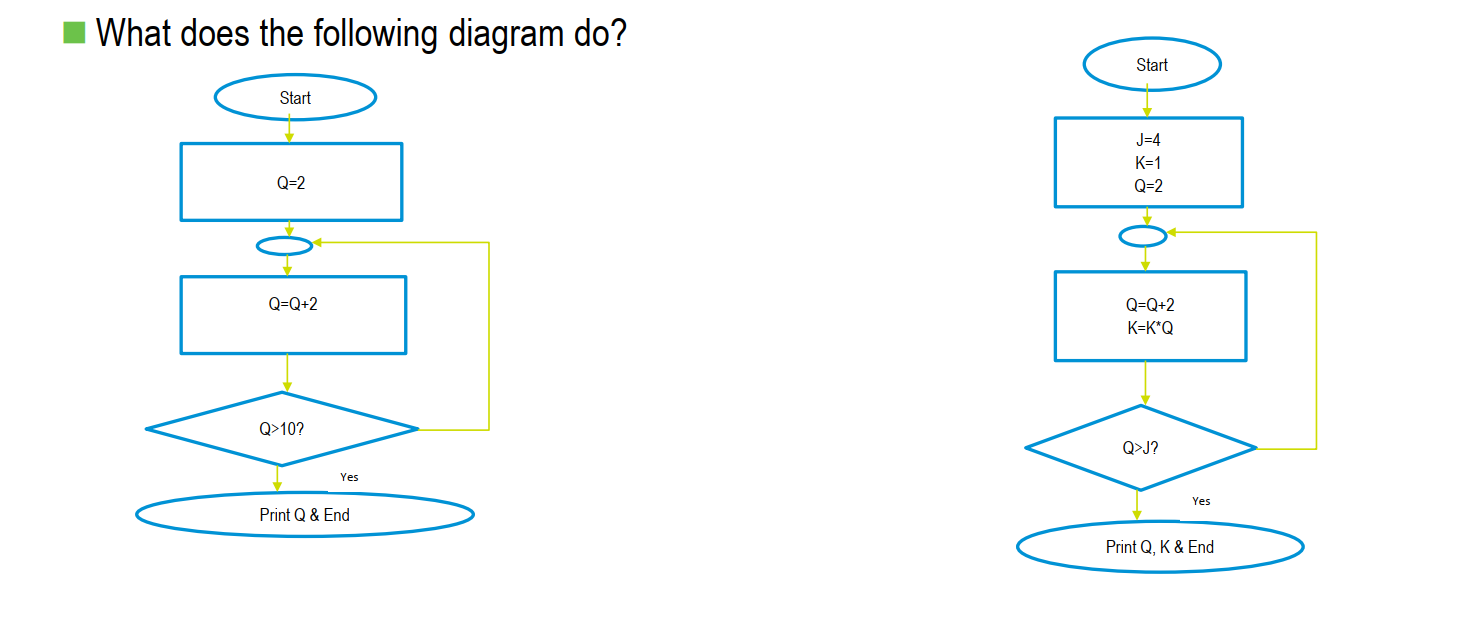 What does the following diagram do?
Start
Q=2
Q=Q+2
Q>10?
Yes
Print Q & End
Start
J=4
K=1
Q=2
Q=Q+2
K=K*Q
Q>J?
Yes
Print Q, K & End